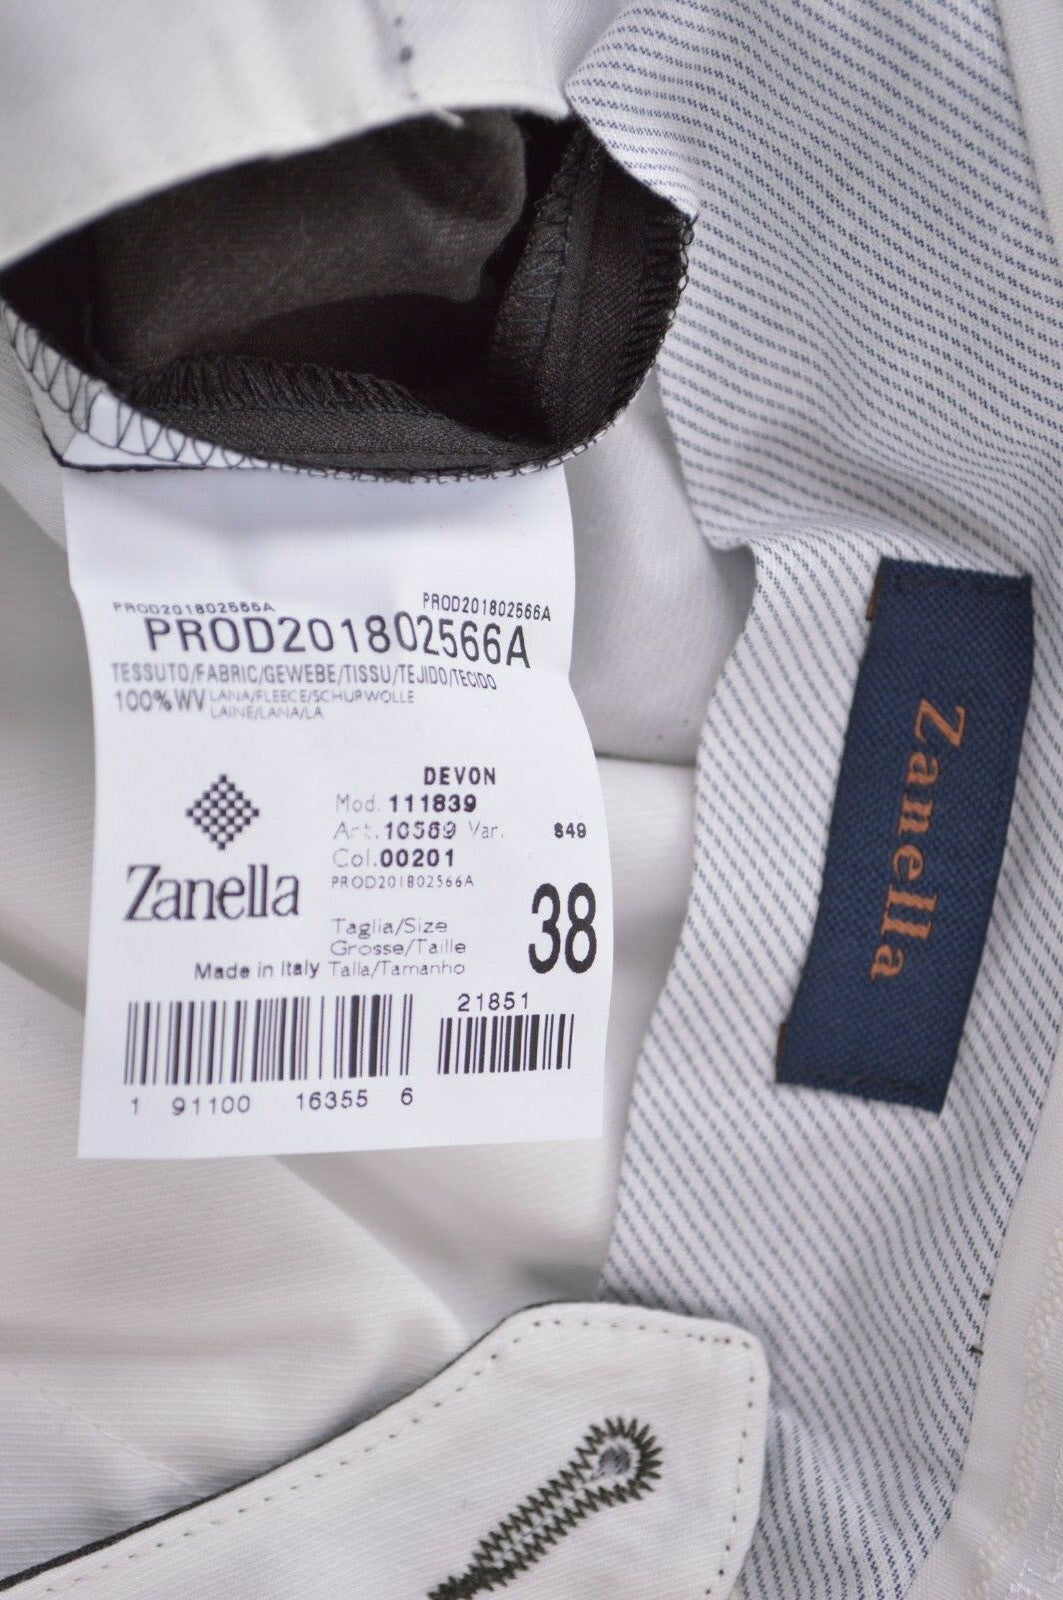 PROD201802566A
PROD201802566A
PROD201802566A
TESSUTO/FABRIC/GEWEBE/TISSU/TEJIDO/TECIDO
100%WV LANA/FLEECE/SCHURWOLLE
LAINE/LANA/LA
DEVON
Mod. 111839
Art. 10569 Var. S49
Col. 00201
PROD201802566A
Zanella
Taglia/Size
Grosse/Taille
Made in Italy Talla/Tamanho
38
21851
1 91100 16355 6
Zanella